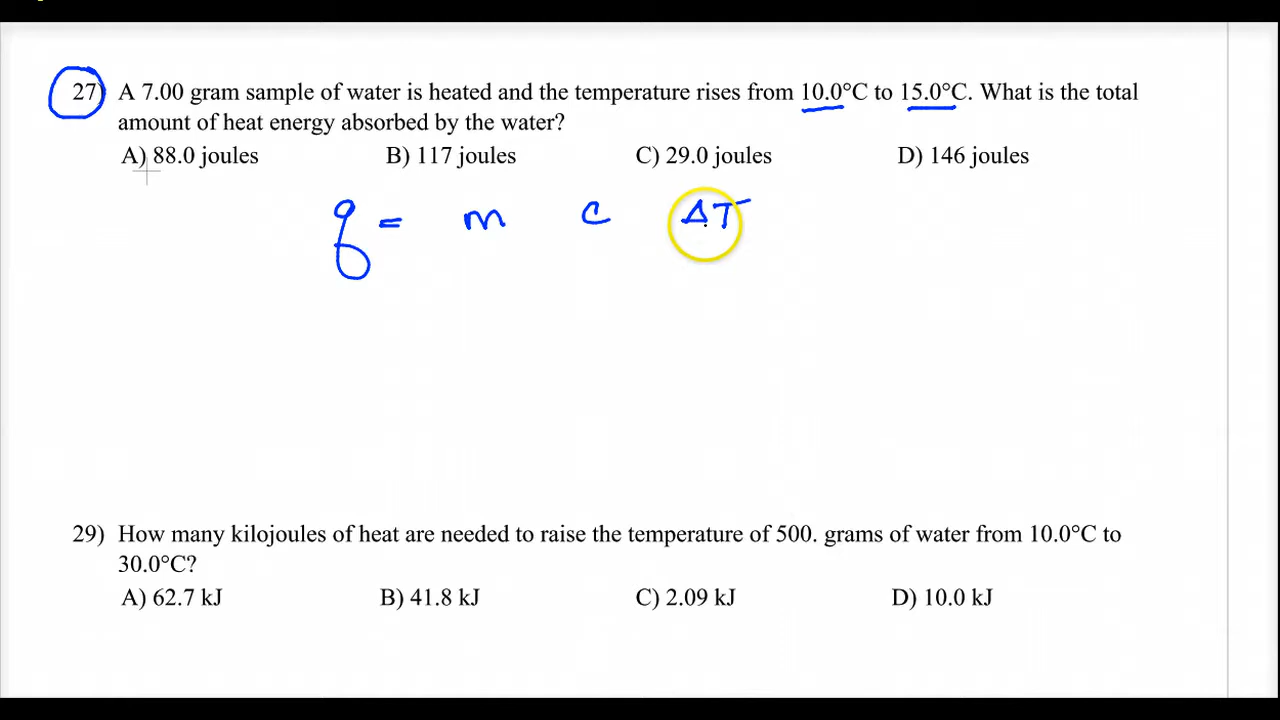 27) A 7.00 gram sample of water is heated and the temperature rises from 10.0°C to 15.0°C. What is the total
amount of heat energy absorbed by the water?
A) 88.0 joules B) 117 joules C) 29.0 joules D) 146 joules
q = m c ΔT
29) How many kilojoules of heat are needed to raise the temperature of 500. grams of water from 10.0°C to
30.0°C?
A) 62.7 kJ B) 41.8 kJ C) 2.09 kJ D) 10.0 kJ